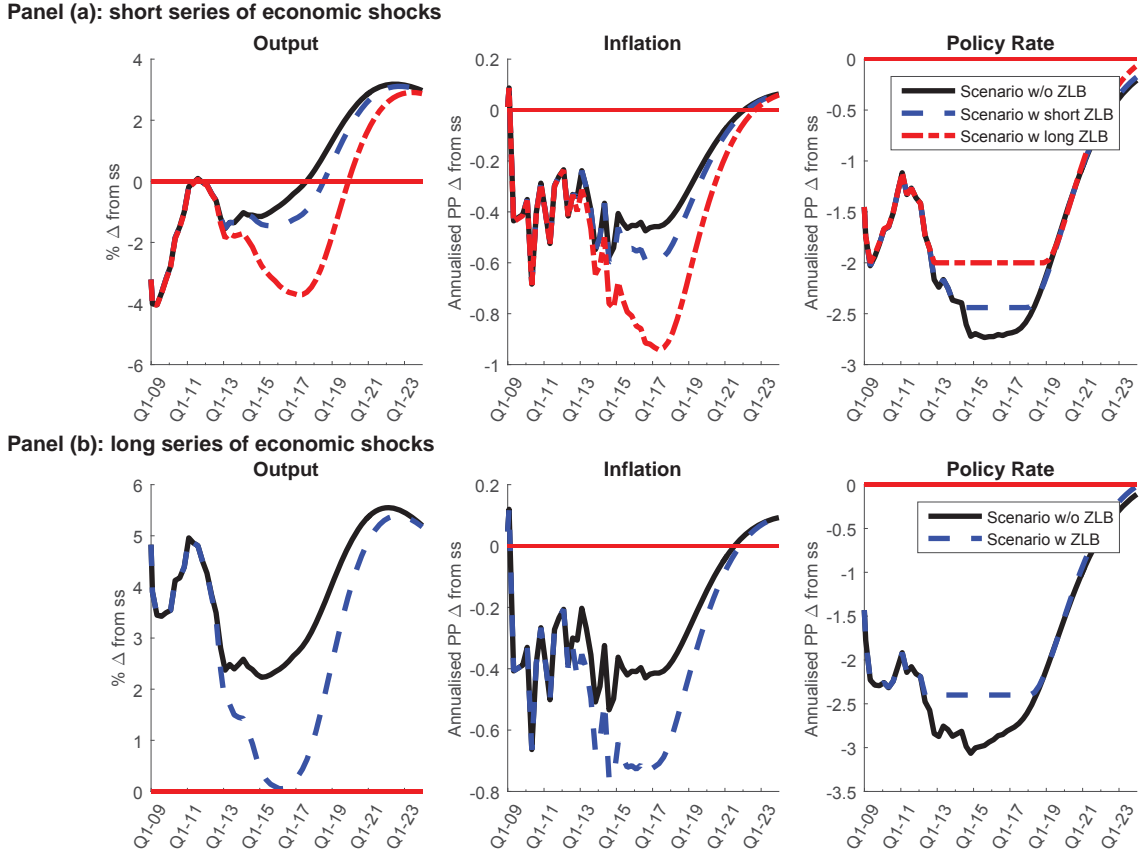 Panel (a): short series of economic shocks
Output
% Δ from ss
4
2
0
-2
-4
-6
Q1-09
Q1-11
Q1-13
Q1-15
Q1-17
Q1-19
Q1-21
Q1-23
Inflation
Annualised PP Δ from ss
0.2
0
-0.2
-0.4
-0.6
-0.8
-1
Q1-09
Q1-11
Q1-13
Q1-15
Q1-17
Q1-19
Q1-21
Q1-23
Policy Rate
0
-0.5
-1
-1.5
-2
-2.5
-3
Scenario w/o ZLB
Scenario w short ZLB
Scenario w long ZLB
Q1-09
Q1-11
Q1-13
Q1-15
Q1-17
Q1-19
Q1-21
Q1-23
Panel (b): long series of economic shocks
Output
% Δ from ss
6
5
4
3
2
1
0
Q1-09
Q1-11
Q1-13
Q1-15
Q1-17
Q1-19
Q1-21
Q1-23
Inflation
Annualised PP Δ from ss
0.2
0
-0.2
-0.4
-0.6
-0.8
Q1-09
Q1-11
Q1-13
Q1-15
Q1-17
Q1-19
Q1-21
Q1-23
Policy Rate
0
-0.5
-1
-1.5
-2
-2.5
-3
-3.5
Scenario w/o ZLB
Scenario w ZLB
Q1-09
Q1-11
Q1-13
Q1-15
Q1-17
Q1-19
Q1-21
Q1-23